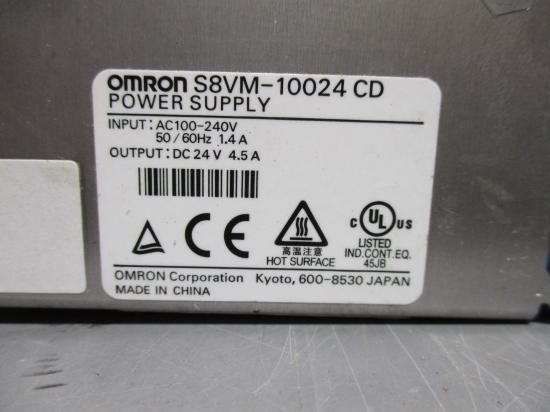 OMRON S8VM-10024 CD
POWER SUPPLY
INPUT: AC100-240V
50/60Hz 1.4 A
OUTPUT: DC 24 V 4.5 A
CE
高温注意
HOT SURFACE
c UL us
LISTED
IND.CONT.EQ.
45JB
OMRON Corporation Kyoto, 600-8530 JAPAN
MADE IN CHINA